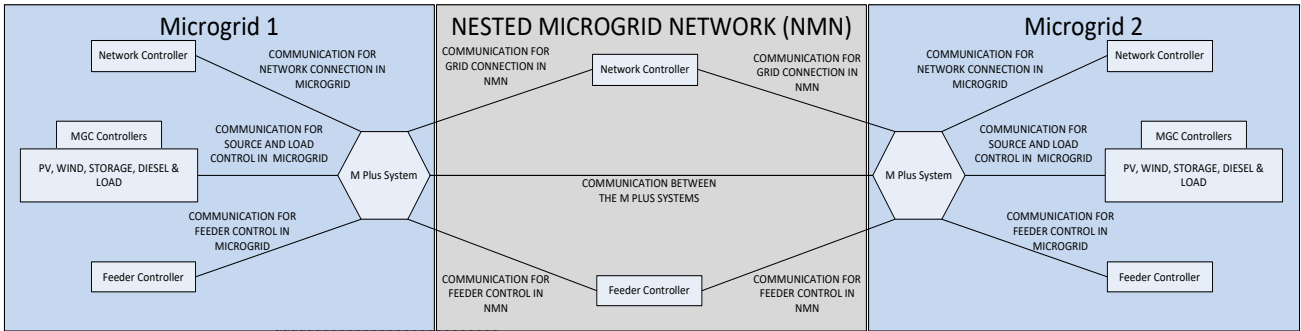 Microgrid 1
Network Controller
COMMUNICATION FOR
NETWORK CONNECTION IN
MICROGRID
MGC Controllers
PV, WIND, STORAGE, DIESEL &
LOAD
COMMUNICATION FOR
SOURCE AND LOAD
CONTROL IN MICROGRID
M Plus System
COMMUNICATION FOR
FEEDER CONTROL IN
MICROGRID
Feeder Controller
NESTED MICROGRID NETWORK (NMN)
COMMUNICATION FOR
GRID CONNECTION IN
NMN
Network Controller
COMMUNICATION FOR
GRID CONNECTION IN
NMN
COMMUNICATION BETWEEN
THE M PLUS SYSTEMS
COMMUNICATION FOR
FEEDER CONTROL IN
NMN
Feeder Controller
COMMUNICATION FOR
FEEDER CONTROL IN
NMN
Microgrid 2
COMMUNICATION FOR
NETWORK CONNECTION IN
MICROGRID
Network Controller
M Plus System
COMMUNICATION FOR
SOURCE AND LOAD
CONTROL IN MICROGRID
MGC Controllers
PV, WIND, STORAGE, DIESEL &
LOAD
COMMUNICATION FOR
FEEDER CONTROL IN
MICROGRID
Feeder Controller